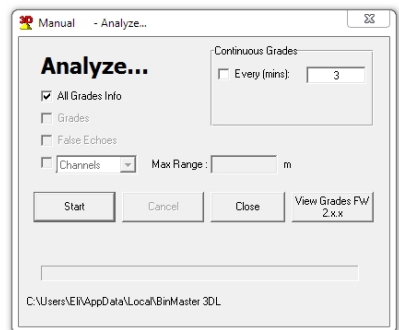 3D Manual - Analyze...
Analyze...
Continuous Grades
Every (mins): 3
All Grades Info
Grades
False Echoes
Channels Max Range : m
Start Cancel Close View Grades FW
2.x.x
C:\Users\Eli\AppData\Local\BinMaster 3DL